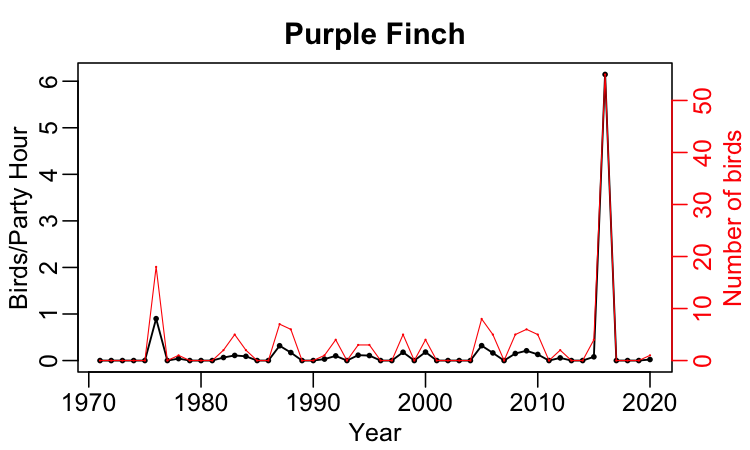 Purple Finch
Birds/Party Hour
0 1 2 3 4 5 6
0 10 20 30 40 50
Number of birds
1970 1980 1990 2000 2010 2020
Year